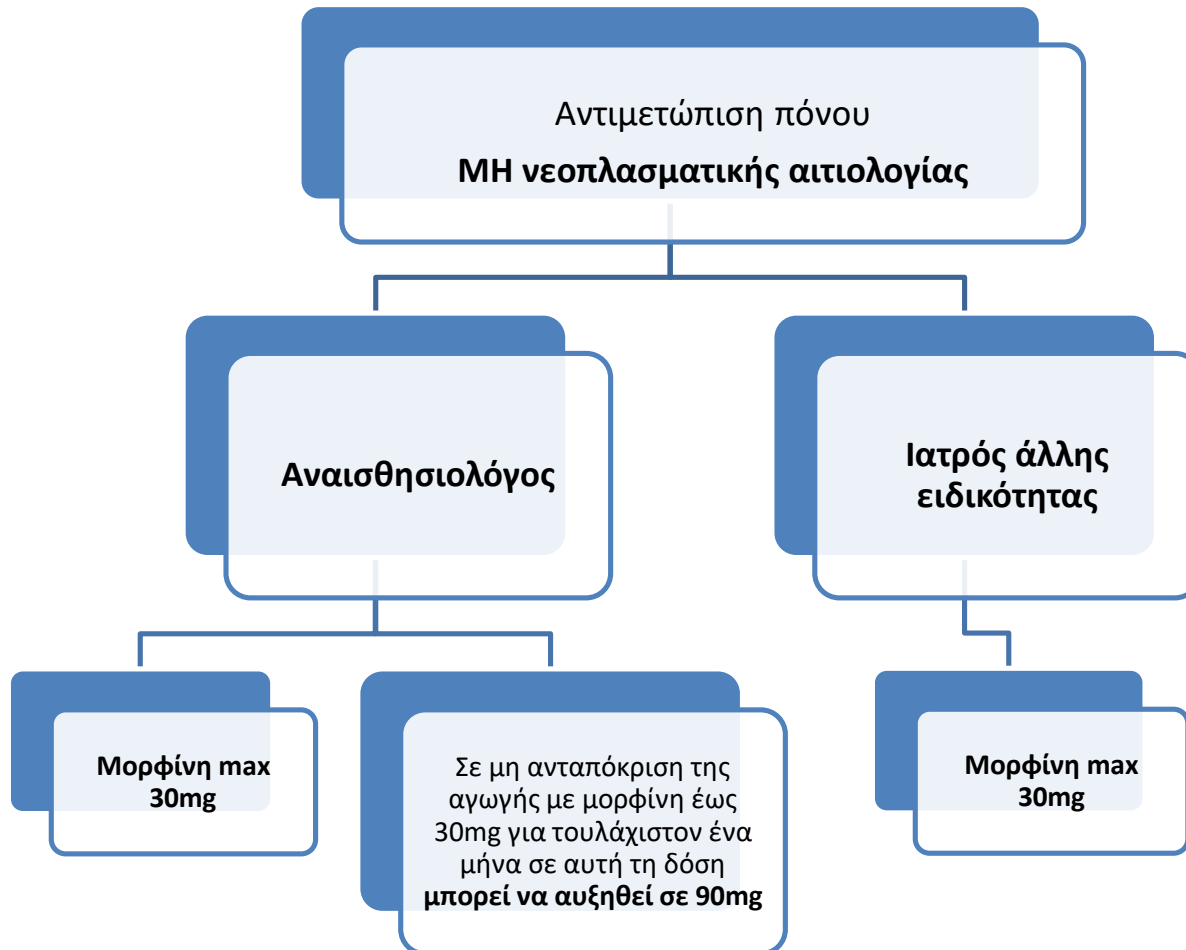 Αντιμετώπιση πόνου
ΜΗ νεοπλασματικής αιτιολογίας
Αναισθησιολόγος
Ιατρός άλλης
ειδικότητας
Μορφίνη max
30mg
Σε μη ανταπόκριση της
αγωγής με μορφίνη έως
30mg για τουλάχιστον ένα
μήνα σε αυτή τη δόση
μπορεί να αυξηθεί σε 90mg
Μορφίνη max
30mg